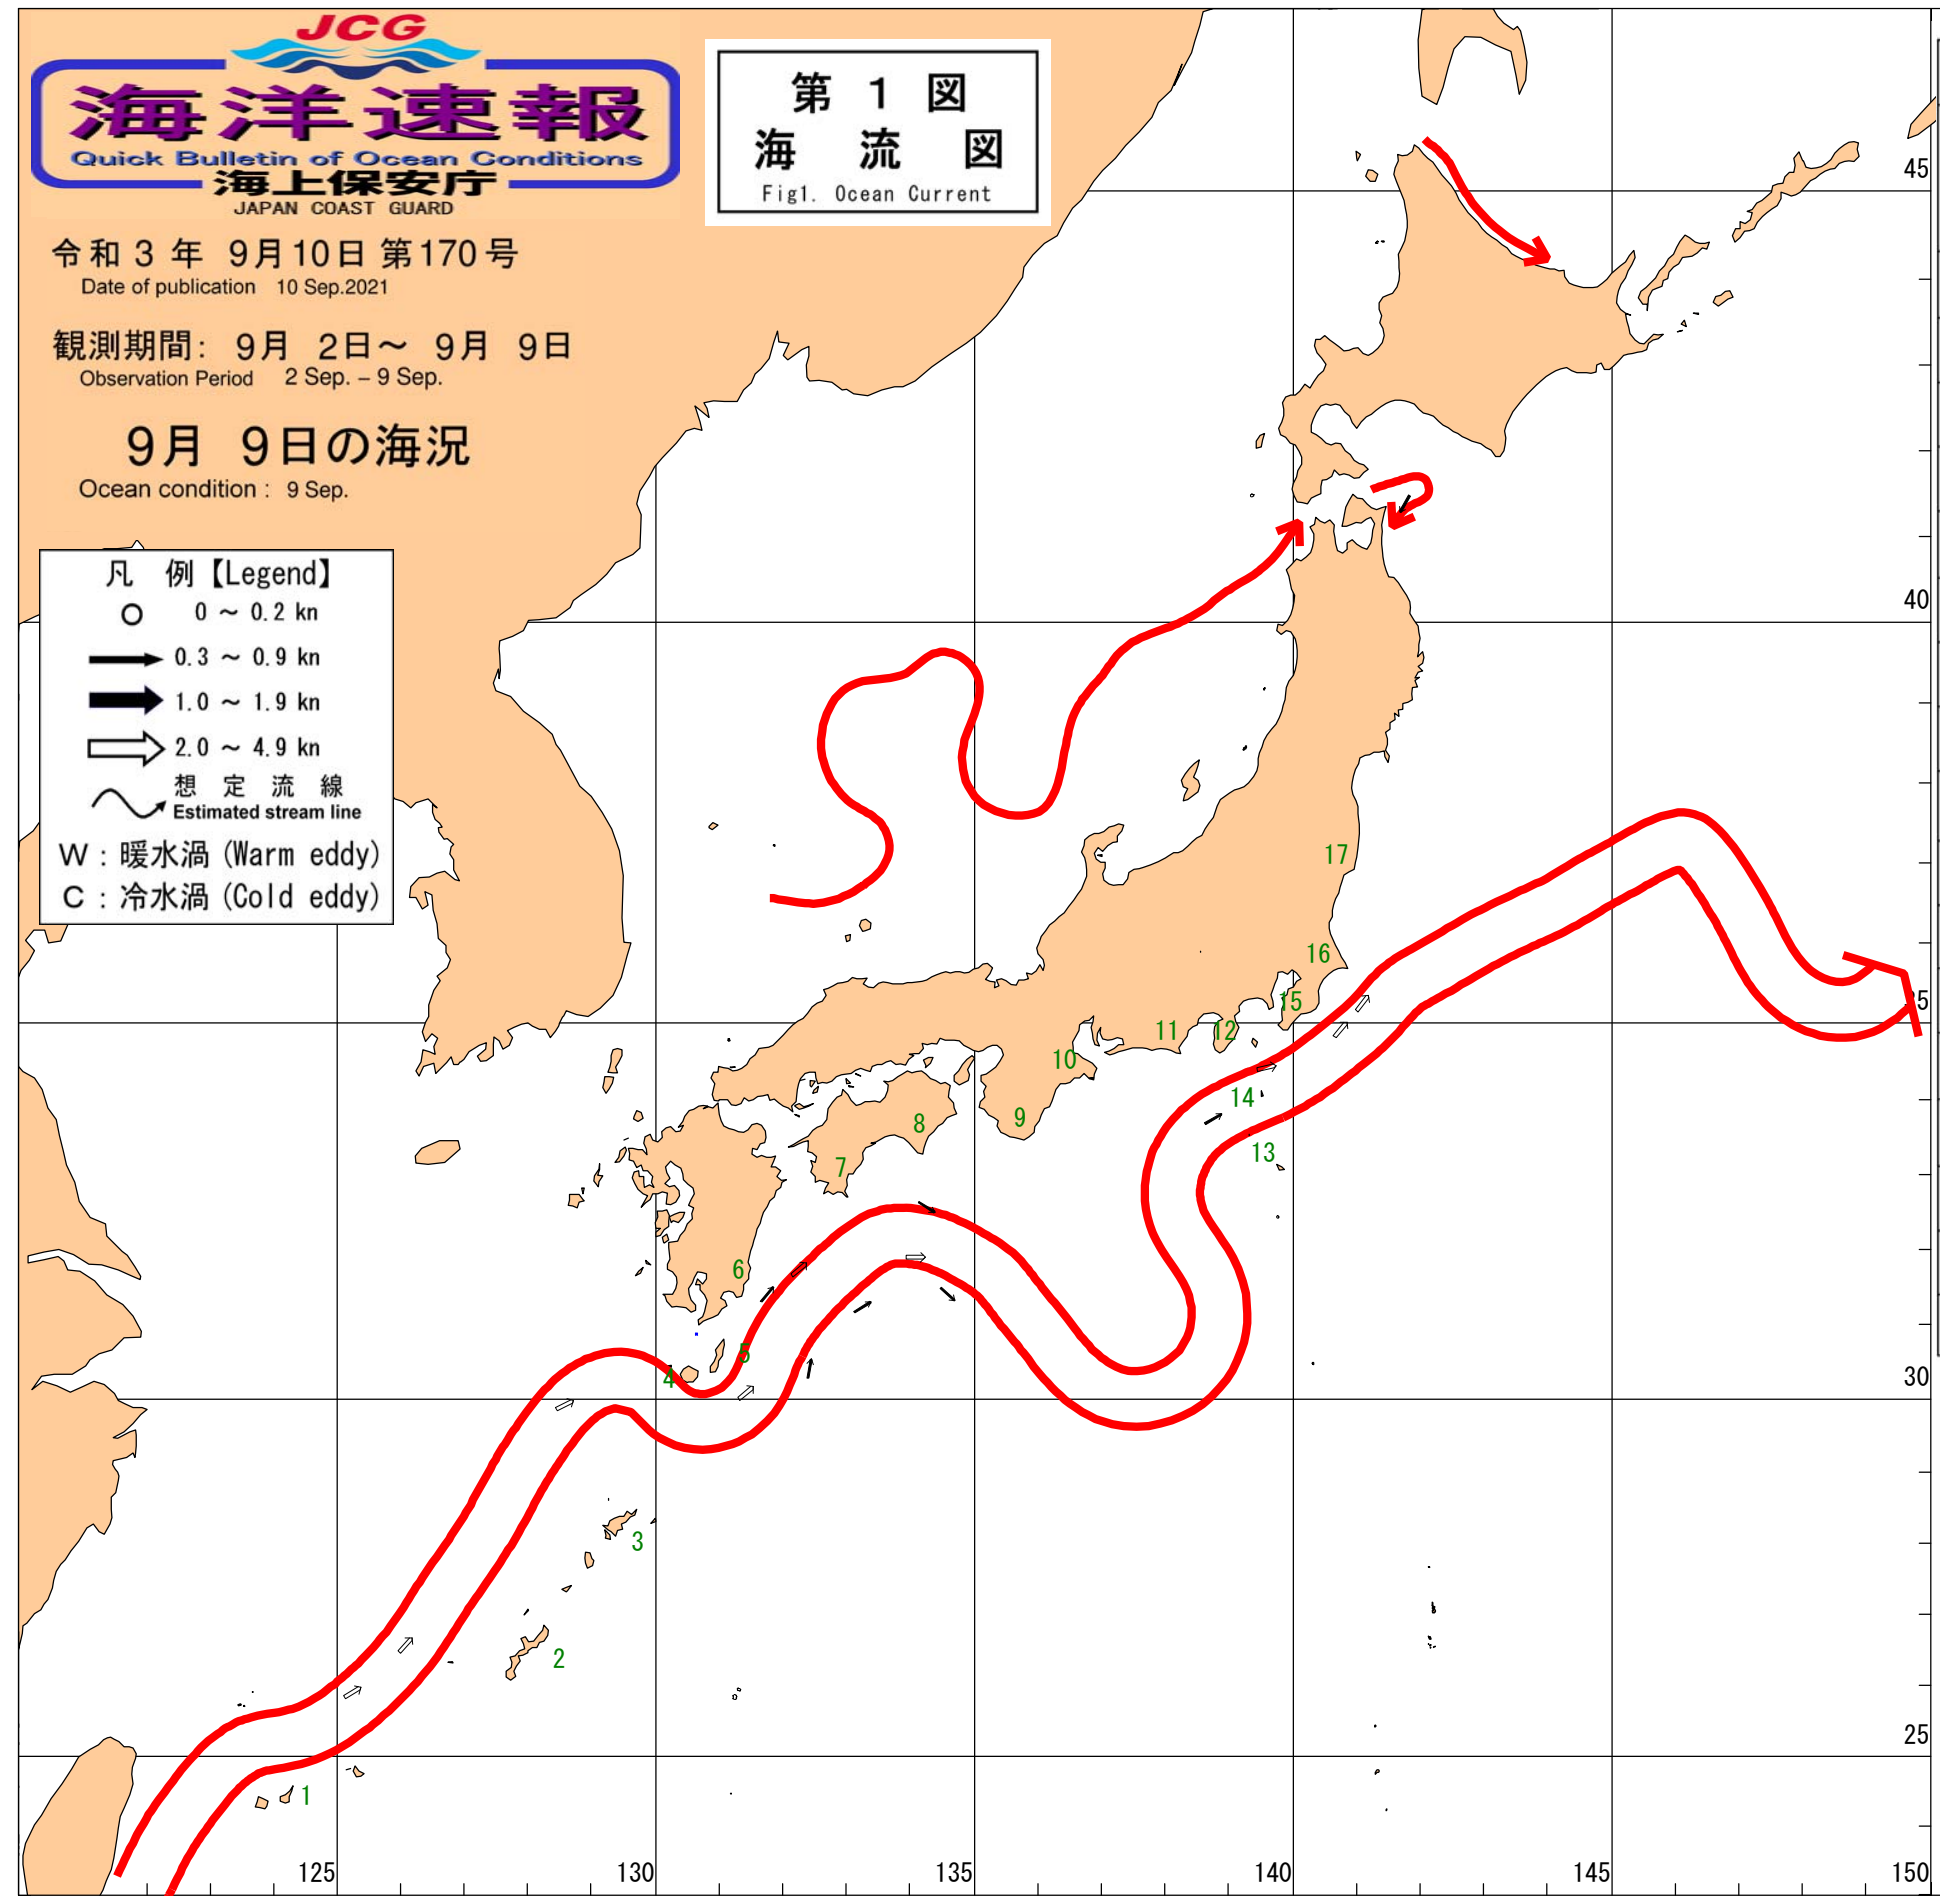 JCG
海洋速報
Quick Bulletin of Ocean Conditions
海上保安庁
JAPAN COAST GUARD
令和 3 年 9月10日 第170号
Date of publication 10 Sep.2021
観測期間: 9月 2日～ 9月 9日
Observation Period 2 Sep. – 9 Sep.
9月 9日の海況
Ocean condition : 9 Sep.
第 1 図
海 流 図
Fig1. Ocean Current
凡 例【Legend】
0 ～ 0.2 kn
0.3 ～ 0.9 kn
1.0 ～ 1.9 kn
2.0 ～ 4.9 kn
想 定 流 線
Estimated stream line
W : 暖水渦 (Warm eddy)
C : 冷水渦 (Cold eddy)
45
40
17
16
35
15
12
11
10
14
9
8
13
7
6
5
4
30
3
2
25
1
125
130
135
140
145
150